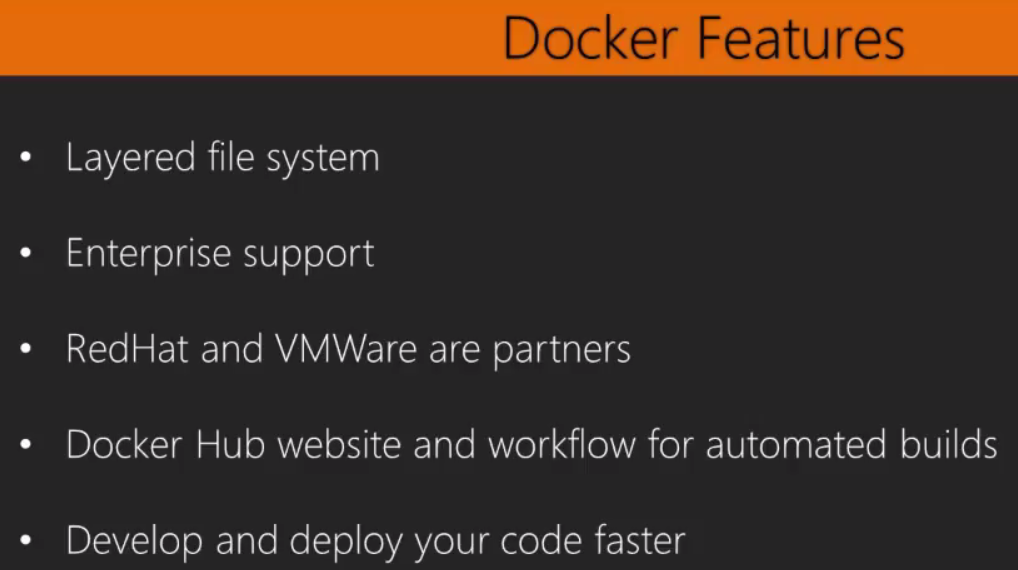 Docker Features
• Layered file system
• Enterprise support
• RedHat and VMWare are partners
• Docker Hub website and workflow for automated builds
• Develop and deploy your code faster